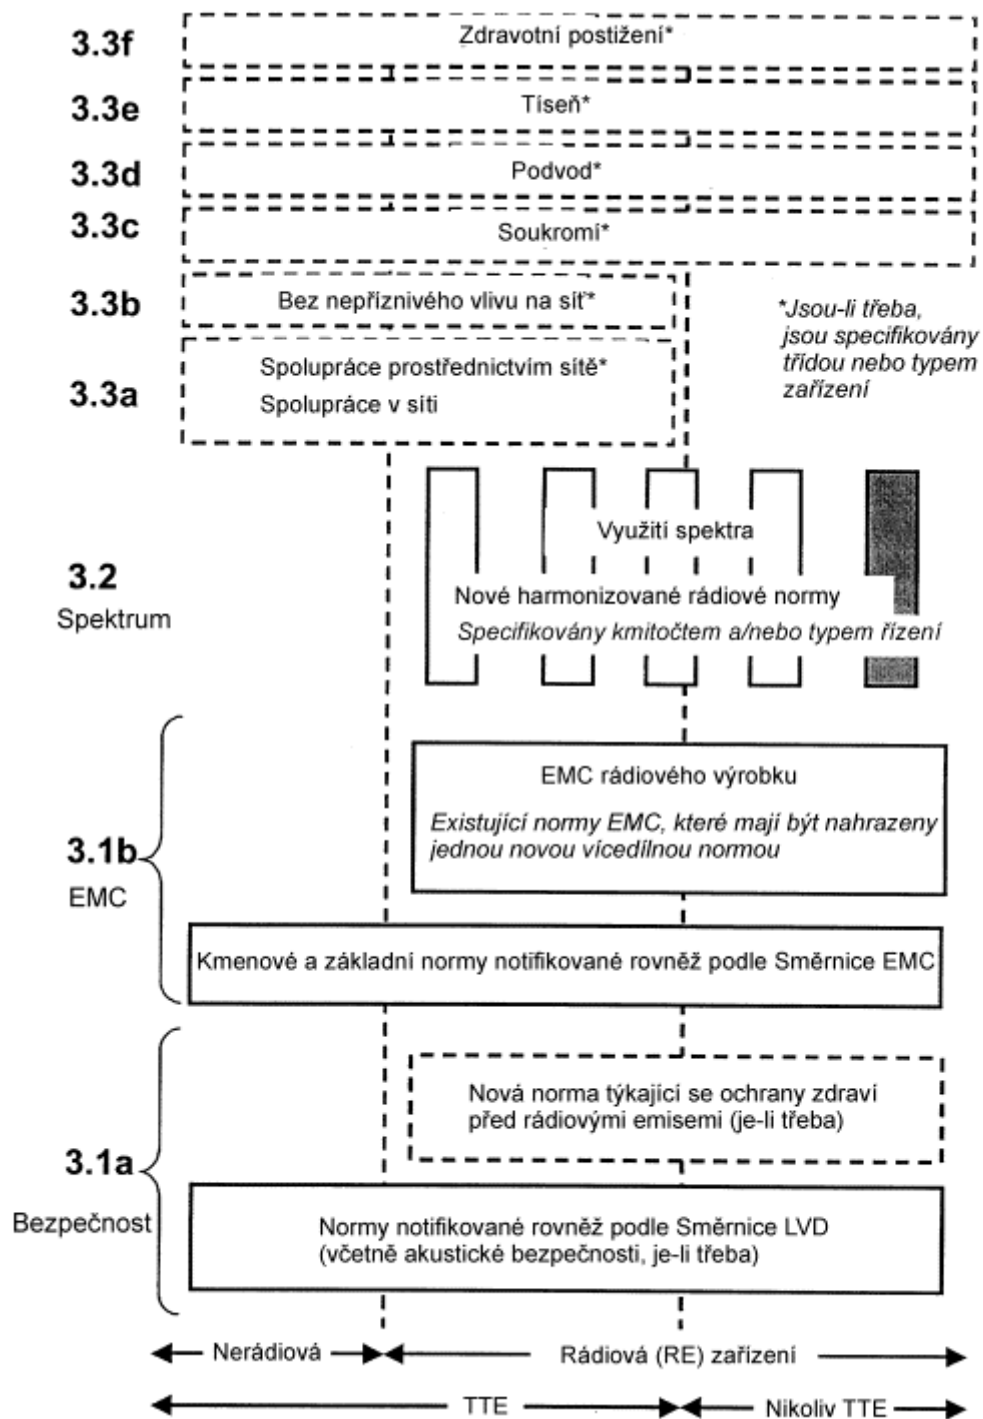 3.3f
Zdravotní postižení*
3.3e
Tíseň*
3.3d
Podvod*
3.3c
Soukromí*
3.3b
Bez nepříznivého vlivu na síť*
*Jsou-li třeba,
jsou specifikovány
třídou nebo typem
zařízení
3.3a
Spolupráce prostřednictvím sítě*
Spolupráce v síti
3.2
Spektrum
Využití spektra
Nové harmonizované rádiové normy
Specifikovány kmitočtem a/nebo typem řízení
3.1b
EMC
EMC rádiového výrobku
Existující normy EMC, které mají být nahrazeny
jednou novou vícedílnou normou
Kmenové a základní normy notifikované rovněž podle Směrnice EMC
3.1a
Bezpečnost
Nová norma týkající se ochrany zdraví
před rádiovými emisemi (je-li třeba)
Normy notifikované rovněž podle Směrnice LVD
(včetně akustické bezpečnosti, je-li třeba)
Nerádiová
Rádiová (RE) zařízení
TTE
Nikoliv TTE